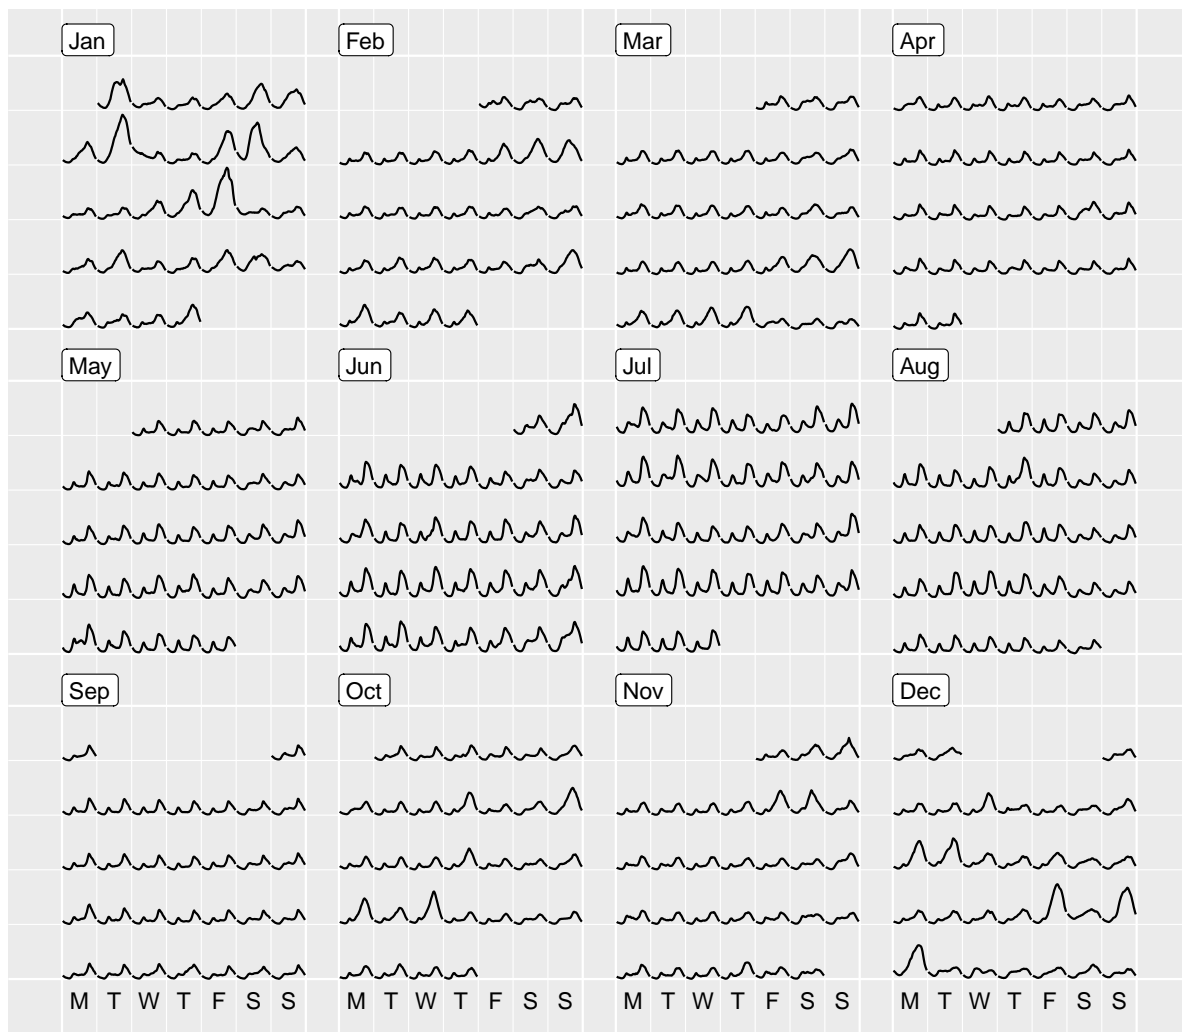 Jan Feb Mar Apr
May Jun Jul Aug
Sep Oct Nov Dec
M T W T F S S M T W T F S S M T W T F S S M T W T F S S